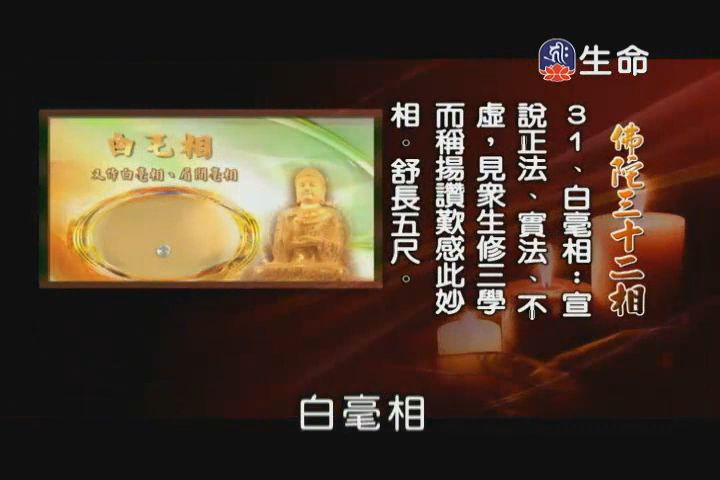 生命
佛陀三十二相
31、白毫相：宣
說正法、實法、不
虛，見眾生修三學
而稱揚讚歎感此妙
相。舒長五尺。
白毛相
又作白毫相、眉間毫相
白毫相